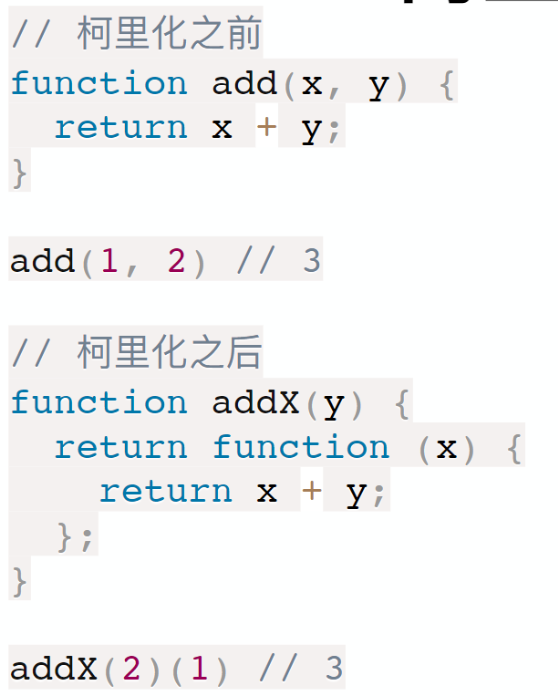 // 柯里化之前
function add(x, y) {
  return x + y;
}
add(1, 2) // 3
// 柯里化之后
function addX(y) {
  return function (x) {
    return x + y;
  };
}
addX(2)(1) // 3